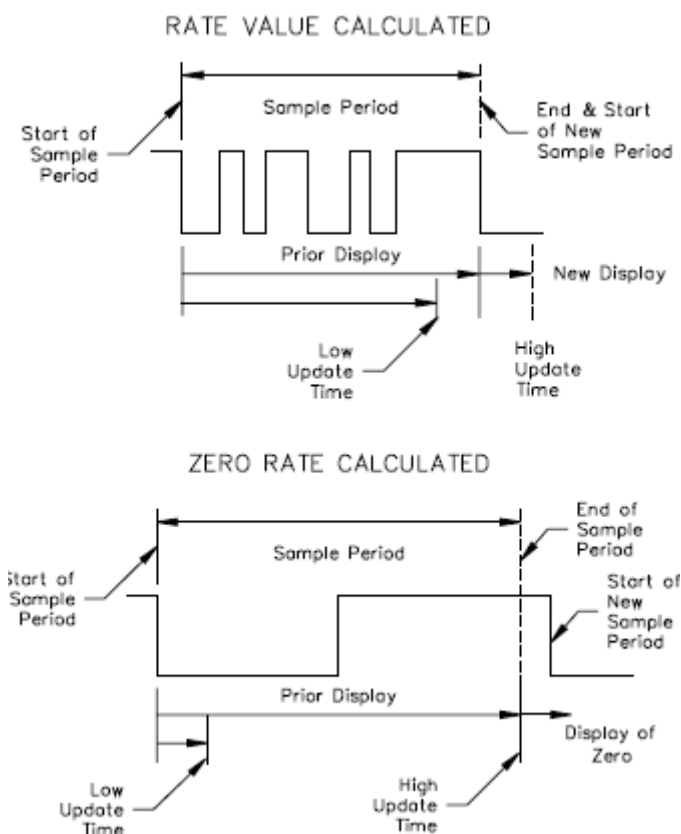 RATE VALUE CALCULATED
Sample Period
Start of
Sample
Period
End & Start
of New
Sample Period
Prior Display
New Display
Low
Update
Time
High
Update
Time
ZERO RATE CALCULATED
Sample Period
Start of
Sample
Period
End of
Sample
Period
Start of
New
Sample
Period
Prior Display
Display of
Zero
Low
Update
Time
High
Update
Time